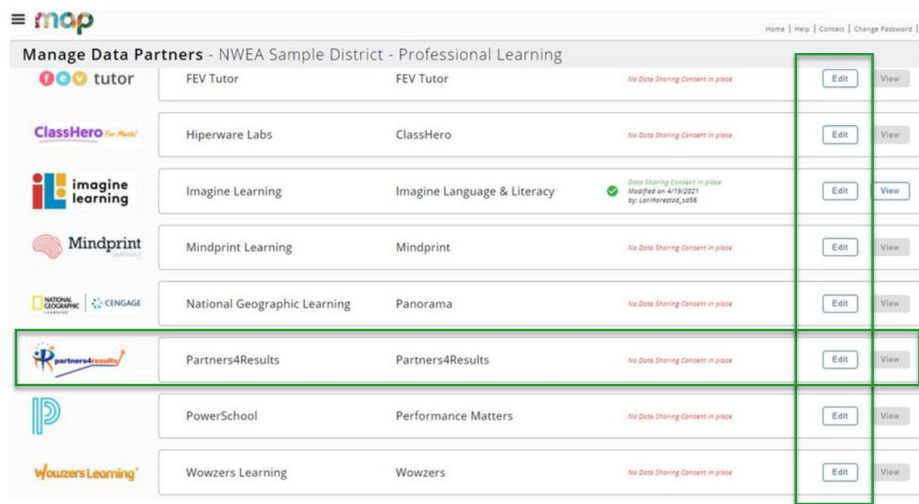 map
Home | Help | Contact | Change Password |
Manage Data Partners - NWEA Sample District - Professional Learning
fev tutor FEV Tutor FEV Tutor No Data Sharing Consent in place Edit View
ClassHero For Math! Hiperware Labs ClassHero No Data Sharing Consent in place Edit View
imagine
learning
Imagine Learning Imagine Language & Literacy
Data Sharing Consent in place
Modified on 4/19/2021
by: LoriHarestad_sd56
Edit View
Mindprint
learning
Mindprint Learning Mindprint No Data Sharing Consent in place Edit View
NATIONAL
GEOGRAPHIC
LEARNING
CENGAGE
National Geographic Learning Panorama No Data Sharing Consent in place Edit View
partners4results Partners4Results Partners4Results No Data Sharing Consent in place Edit View
PowerSchool Performance Matters No Data Sharing Consent in place Edit View
Wowzers Learning Wowzers Learning Wowzers No Data Sharing Consent in place Edit View